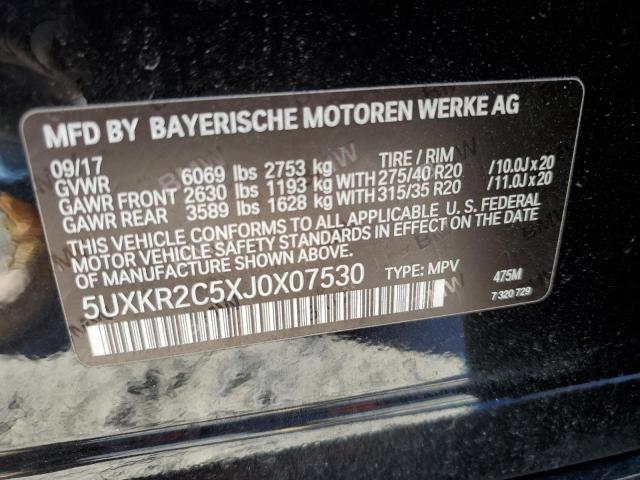 MFD BY BAYERISCHE MOTOREN WERKE AG
09/17 TIRE / RIM
GVWR 6069 lbs 2753 kg
GAWR FRONT 2630 lbs 1193 kg WITH 275/40 R20 /10.0J x 20
GAWR REAR 3589 lbs 1628 kg WITH 315/35 R20 /11.0J x 20
THIS VEHICLE CONFORMS TO ALL APPLICABLE U. S. FEDERAL
MOTOR VEHICLE SAFETY STANDARDS IN EFFECT ON THE DATE
OF MANUFACTURE SHOWN ABOVE.
5UXKR2C5XJ0X07530 TYPE: MPV 475M
7 320 729